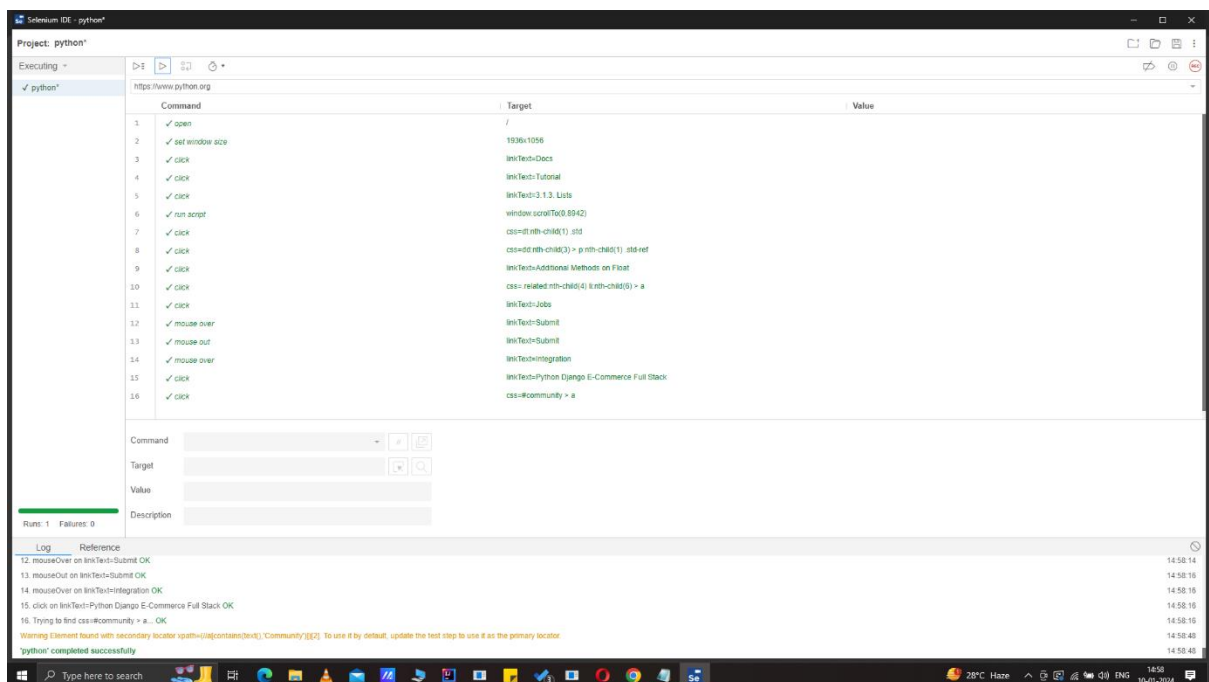 Selenium IDE - python*
Project: python*
Executing
✓ python*
https://www.python.org
Command Target Value
1 ✓ open /
2 ✓ set window size 1936x1056
3 ✓ click linkText=Docs
4 ✓ click linkText=Tutorial
5 ✓ click linkText=3.1.3. Lists
6 ✓ run script window.scrollTo(0,8942)
7 ✓ click css=dt:nth-child(1) .std
8 ✓ click css=dd:nth-child(3) > p:nth-child(1) .std-ref
9 ✓ click linkText=Additional Methods on Float
10 ✓ click css=.related:nth-child(4) li:nth-child(6) > a
11 ✓ click linkText=Jobs
12 ✓ mouse over linkText=Submit
13 ✓ mouse out linkText=Submit
14 ✓ mouse over linkText=Integration
15 ✓ click linkText=Python Django E-Commerce Full Stack
16 ✓ click css=#community > a
Command
//
Target
Value
Description
Runs: 1 Failures: 0
Log Reference
12. mouseOver on linkText=Submit OK 14:58:14
13. mouseOut on linkText=Submit OK 14:58:16
14. mouseOver on linkText=Integration OK 14:58:16
15. click on linkText=Python Django E-Commerce Full Stack OK 14:58:16
16. Trying to find css=#community > a... OK 14:58:16
Warning Element found with secondary locator xpath=(//a[contains(text(),'Community')])[2]. To use it by default, update the test step to use it as the primary locator 14:58:48
'python' completed successfully 14:58:48
Type here to search 28°C Haze ENG 14:58
10-01-2024